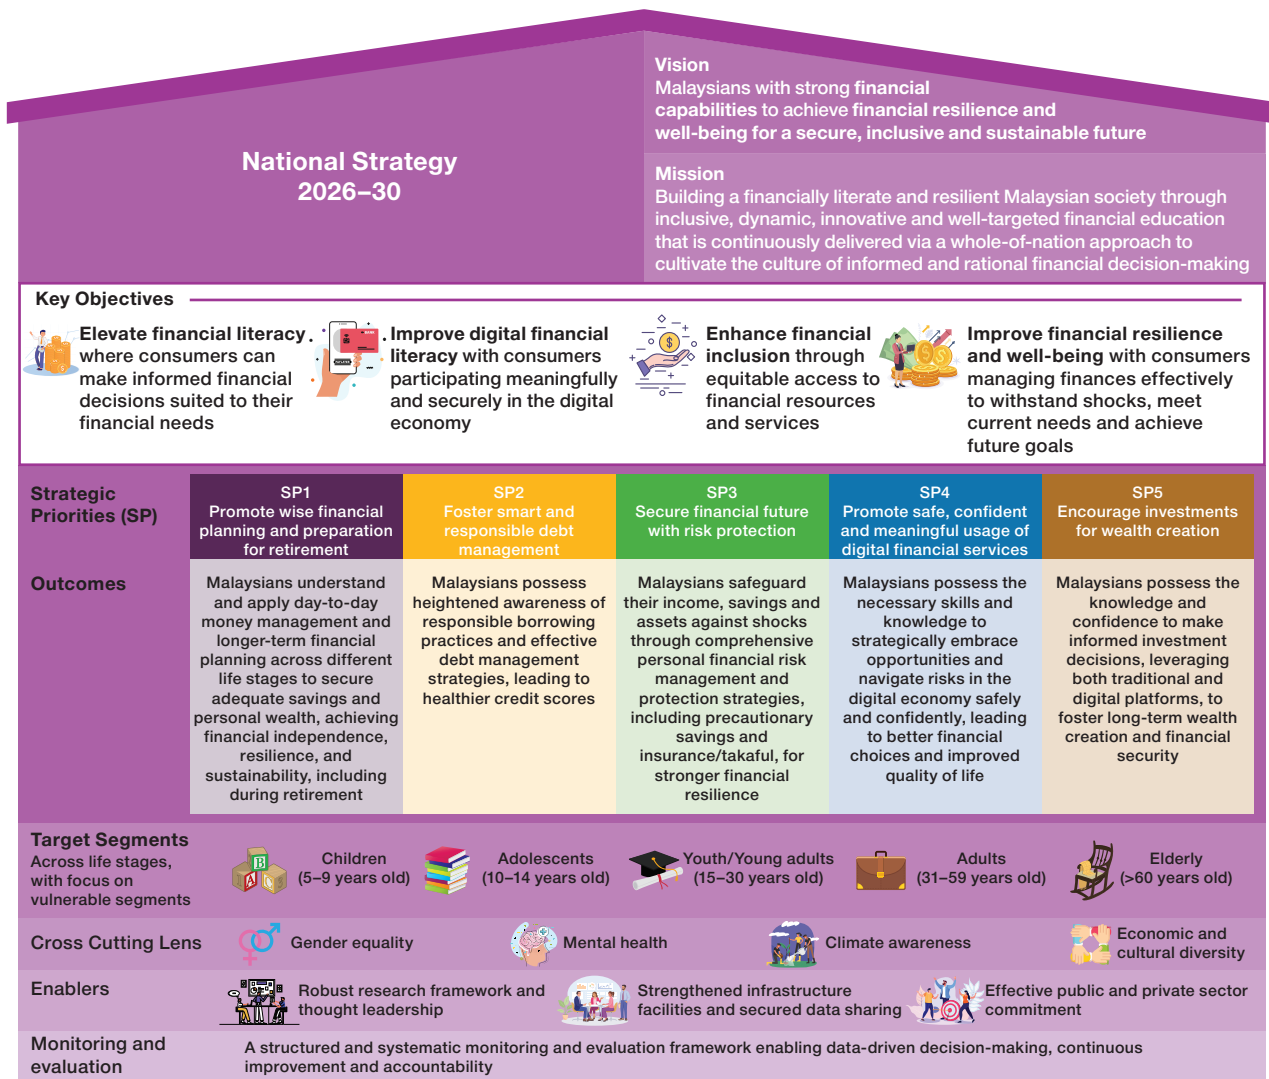 National Strategy
2026–30
Vision
Malaysians with strong financial
capabilities to achieve financial resilience and
well-being for a secure, inclusive and sustainable future
Mission
Building a financially literate and resilient Malaysian society through
inclusive, dynamic, innovative and well-targeted financial education
that is continuously delivered via a whole-of-nation approach to
cultivate the culture of informed and rational financial decision-making
Key Objectives
Elevate financial literacy
where consumers can
make informed financial
decisions suited to their
financial needs
Improve digital financial
literacy with consumers
participating meaningfully
and securely in the digital
economy
Enhance financial
inclusion through
equitable access to
financial resources
and services
Improve financial resilience
and well-being with consumers
managing finances effectively
to withstand shocks, meet
current needs and achieve
future goals
Strategic
Priorities (SP)
SP1
Promote wise financial
planning and preparation
for retirement
SP2
Foster smart and
responsible debt
management
SP3
Secure financial future
with risk protection
SP4
Promote safe, confident
and meaningful usage of
digital financial services
SP5
Encourage investments
for wealth creation
Outcomes
Malaysians understand
and apply day-to-day
money management and
longer-term financial
planning across different
life stages to secure
adequate savings and
personal wealth, achieving
financial independence,
resilience, and
sustainability, including
during retirement
Malaysians possess
heightened awareness of
responsible borrowing
practices and effective
debt management
strategies, leading to
healthier credit scores
Malaysians safeguard
their income, savings and
assets against shocks
through comprehensive
personal financial risk
management and
protection strategies,
including precautionary
savings and
insurance/takaful, for
stronger financial
resilience
Malaysians possess the
necessary skills and
knowledge to
strategically embrace
opportunities and
navigate risks in the
digital economy safely
and confidently, leading
to better financial
choices and improved
quality of life
Malaysians possess the
knowledge and
confidence to make
informed investment
decisions, leveraging
both traditional and
digital platforms, to
foster long-term wealth
creation and financial
security
Target Segments
Across life stages,
with focus on
vulnerable segments
Children
(5–9 years old)
Adolescents
(10–14 years old)
Youth/Young adults
(15–30 years old)
Adults
(31–59 years old)
Elderly
(>60 years old)
Cross Cutting Lens
Gender equality
Mental health
Climate awareness
Economic and
cultural diversity
Enablers
Robust research framework and
thought leadership
Strengthened infrastructure
facilities and secured data sharing
Effective public and private sector
commitment
Monitoring and
evaluation
A structured and systematic monitoring and evaluation framework enabling data-driven decision-making, continuous
improvement and accountability